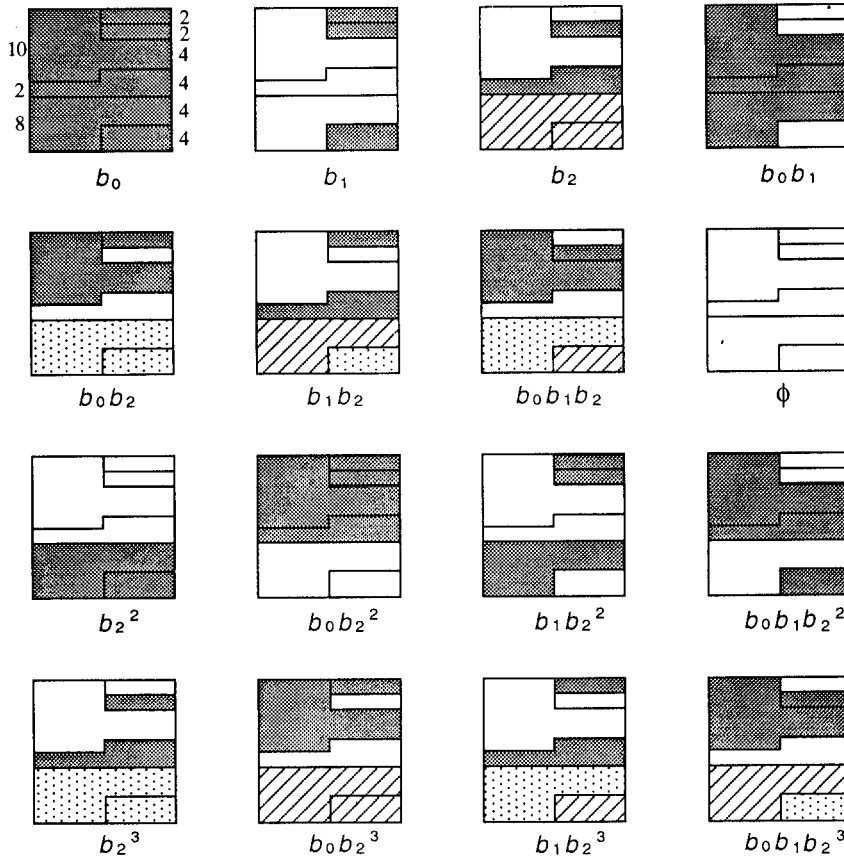 10 2 8 2 2 4 4 4 4
b₀ b₁ b₂ b₀b₁
b₀b₂ b₁b₂ b₀b₁b₂ ϕ
b₂² b₀b₂² b₁b₂² b₀b₁b₂²
b₂³ b₀b₂³ b₁b₂³ b₀b₁b₂³